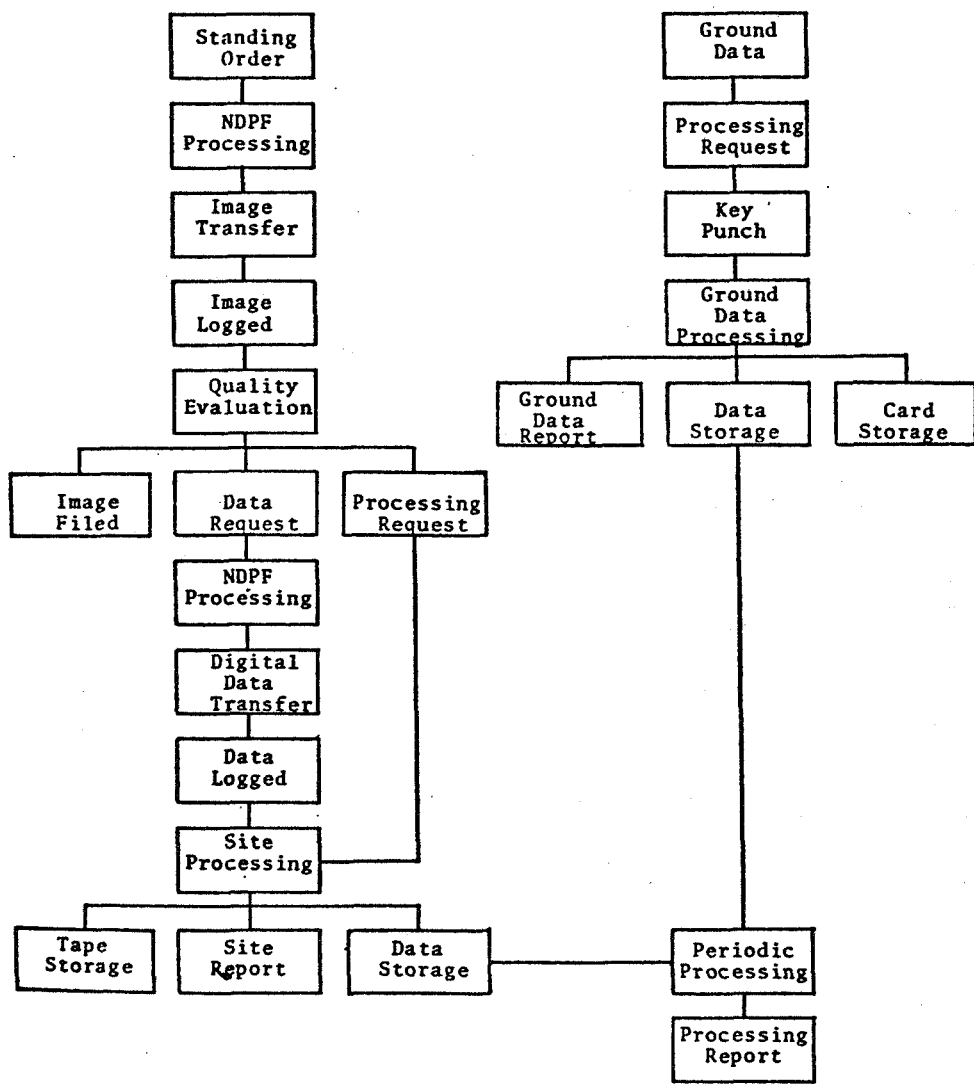 Standing
Order
NDPF
Processing
Image
Transfer
Image
Logged
Quality
Evaluation
Image
Filed
Data
Request
Processing
Request
NDPF
Processing
Digital
Data
Transfer
Data
Logged
Site
Processing
Tape
Storage
Site
Report
Data
Storage
Ground
Data
Processing
Request
Key
Punch
Ground
Data
Processing
Ground
Data
Report
Data
Storage
Card
Storage
Periodic
Processing
Processing
Report